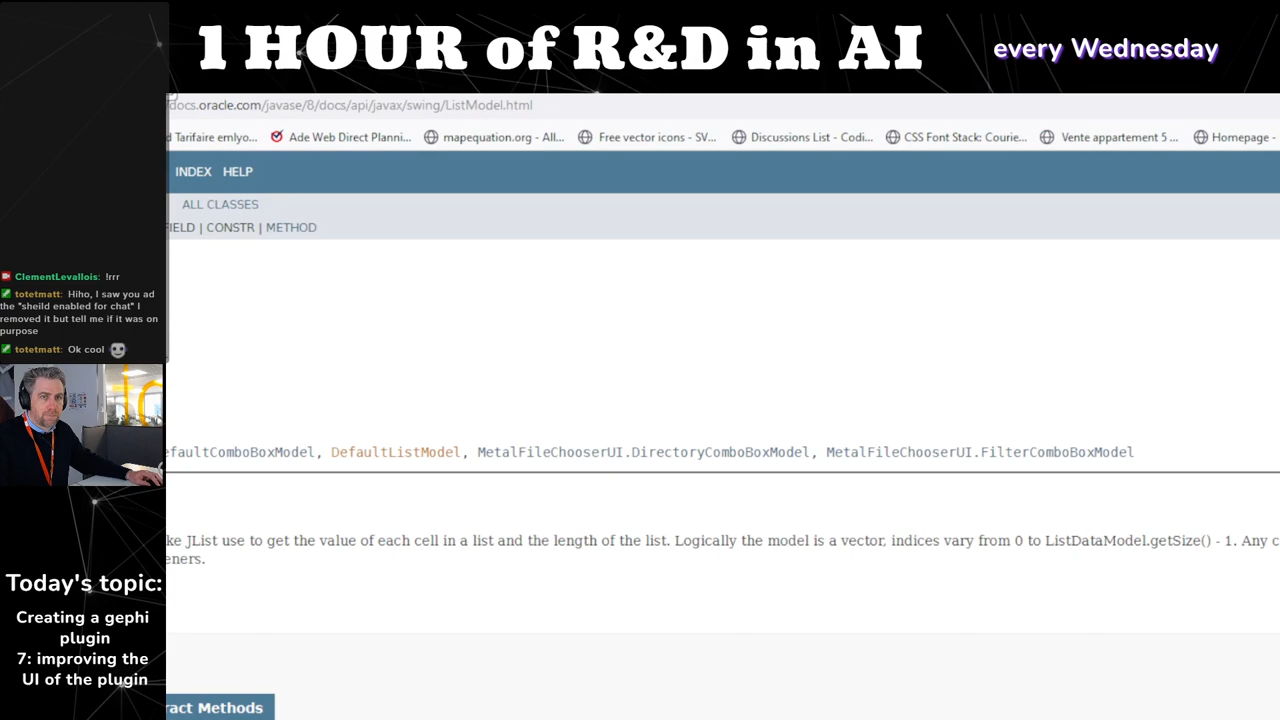 1 HOUR of R&D in AI
every Wednesday
docs.oracle.com/javase/8/docs/api/javax/swing/ListModel.html
d Tarifaire emlyo...
Ade Web Direct Planni...
mapequation.org - All...
Free vector icons - SV...
Discussions List - Codi...
CSS Font Stack: Courie...
Vente appartement 5 ...
Homepage -
INDEX HELP
ALL CLASSES
FIELD | CONSTR | METHOD
ClementLevallois: !rrr
totetmatt: Hiho, I saw you ad
the "sheild enabled for chat" I
removed it but tell me if it was on
purpose
totetmatt: Ok cool
efaultComboBoxModel, DefaultListModel, MetalFileChooserUI.DirectoryComboBoxModel, MetalFileChooserUI.FilterComboBoxModel
ke JList use to get the value of each cell in a list and the length of the list. Logically the model is a vector, indices vary from 0 to ListDataModel.getSize() - 1. Any c
eners.
Today's topic:
Creating a gephi
plugin
7: improving the
UI of the plugin
ract Methods